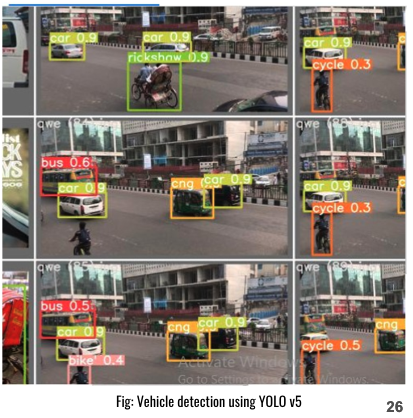 car 0.9
car 0.9
rickshaw 0.9
car 0.9
cycle 0.3
qwe (84)
bus 0.6
car 0.9
cng
car 0.9
car 0.9
cycle 0.3
bus 0.5
car 0.9
bike 0.4
cng
car 0.9
cycle 0.5
cng
Activate Windows
Go to Settings to activate Windows.
Fig: Vehicle detection using YOLO v5
26